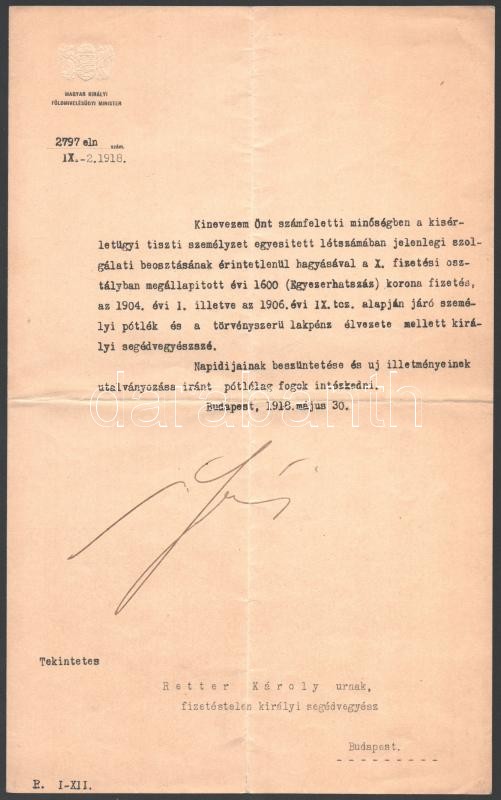 MAGYAR KIRÁLYI
FÖLDMIVELÉSÜGYI MINISTER
2797 eln szám.
IX.-2.1918.
Kinevezem Önt számfeletti minőségben a kisér-
letügyi tiszti személyzet egyesitett létszámában jelenlegi szol-
gálati beosztásának érintetlenül hagyásával a X. fizetési osz-
tályban megállapitott évi 1600 (Egyezerhatszáz) korona fizetés,
az 1904. évi I. illetve az 1906.évi IX.tcz. alapján járó szemé-
lyi pótlék és a törvényszerü lakpénz élvezete mellett kirá-
lyi segédvegyészszé.
Napidijainak beszüntetése és uj illetményeinek
utalványozása iránt pótlélag fogok intézkedni.
Budapest, 1918.május 30.
darabanth
Tekintetes
Retter Károly urnak,
fizetéstelen királyi segédvegyész
Budapest.
P. I-XII.